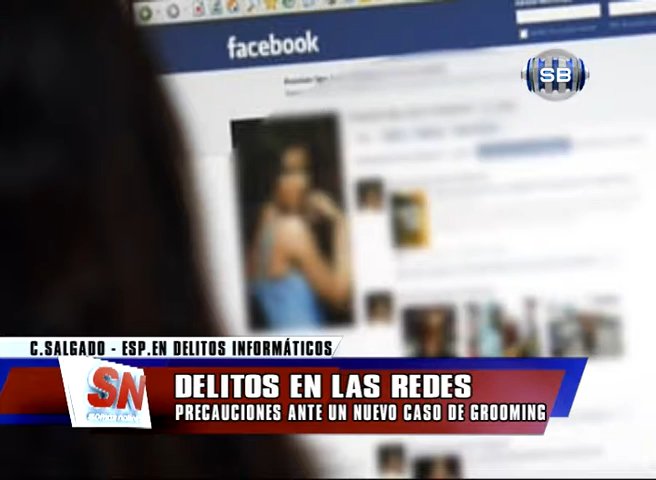 facebook
SB
C.SALGADO - ESP.EN DELITOS INFORMÁTICOS
SN
DELITOS EN LAS REDES
PRECAUCIONES ANTE UN NUEVO CASO DE GROOMING